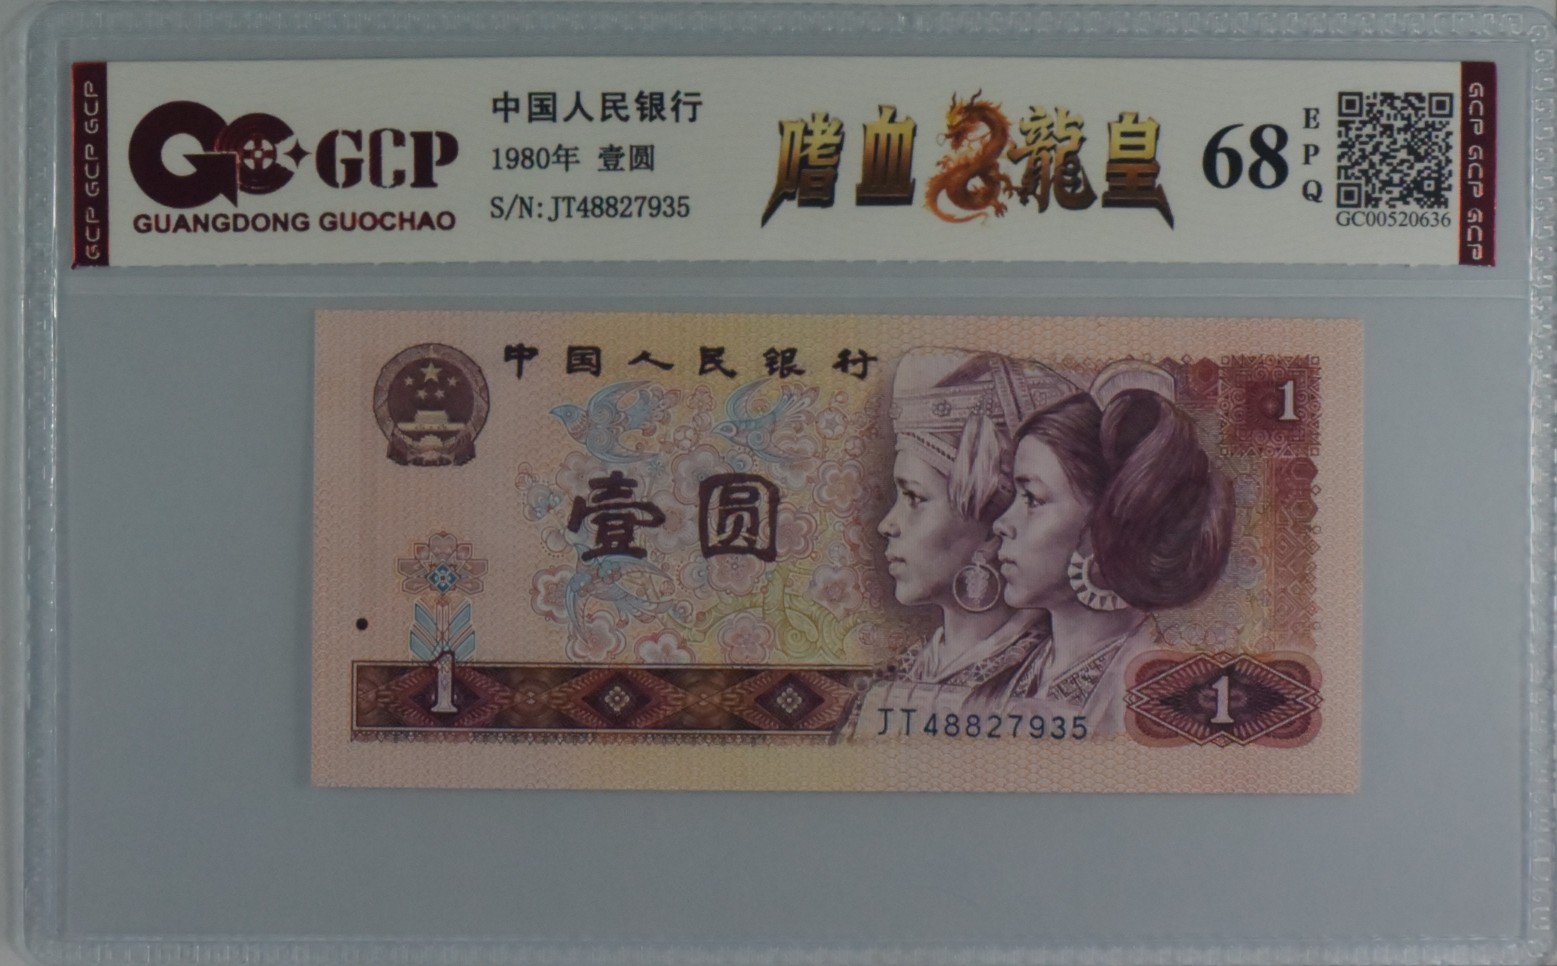 GCP GCP GCP
GCP
GUANGDONG GUOCHAO
中国人民银行
1980年 壹圆
S/N:JT48827935
嗜血龍皇
68
EPQ
GC00520636
GCP GCP GCP
中国人民银行
1
壹圆
1
JT48827935
1